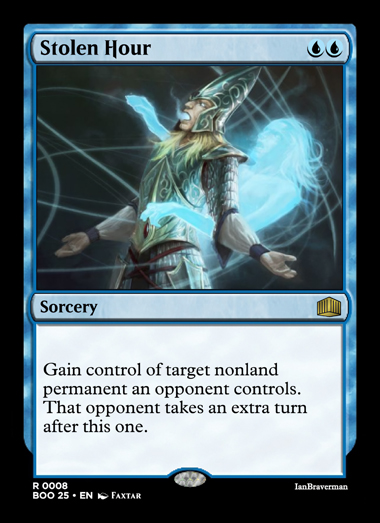 Stolen Hour
Sorcery
Gain control of target nonland
permanent an opponent controls.
That opponent takes an extra turn
after this one.
R 0008
BOO 25 • EN Faxtar
IanBraverman